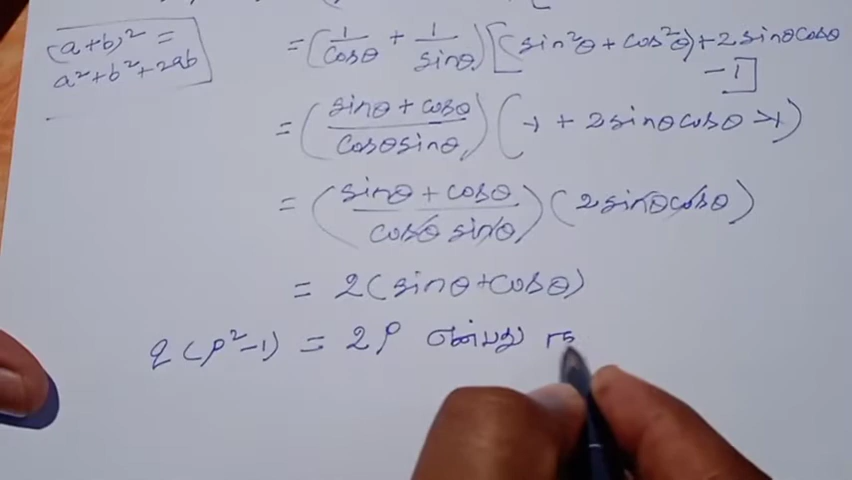 (a+b)² =
a²+b²+2ab
= (1/cosθ + 1/sinθ) [(sin²θ + cos²θ) + 2 sinθ cosθ
– 1]
= (sinθ + cosθ / cosθ sinθ) (1 + 2 sinθ cosθ – 1)
= (sinθ + cosθ / cosθ sinθ) (2 sinθ cosθ)
= 2(sinθ + cosθ)
q(p²-1) = 2p என்பது